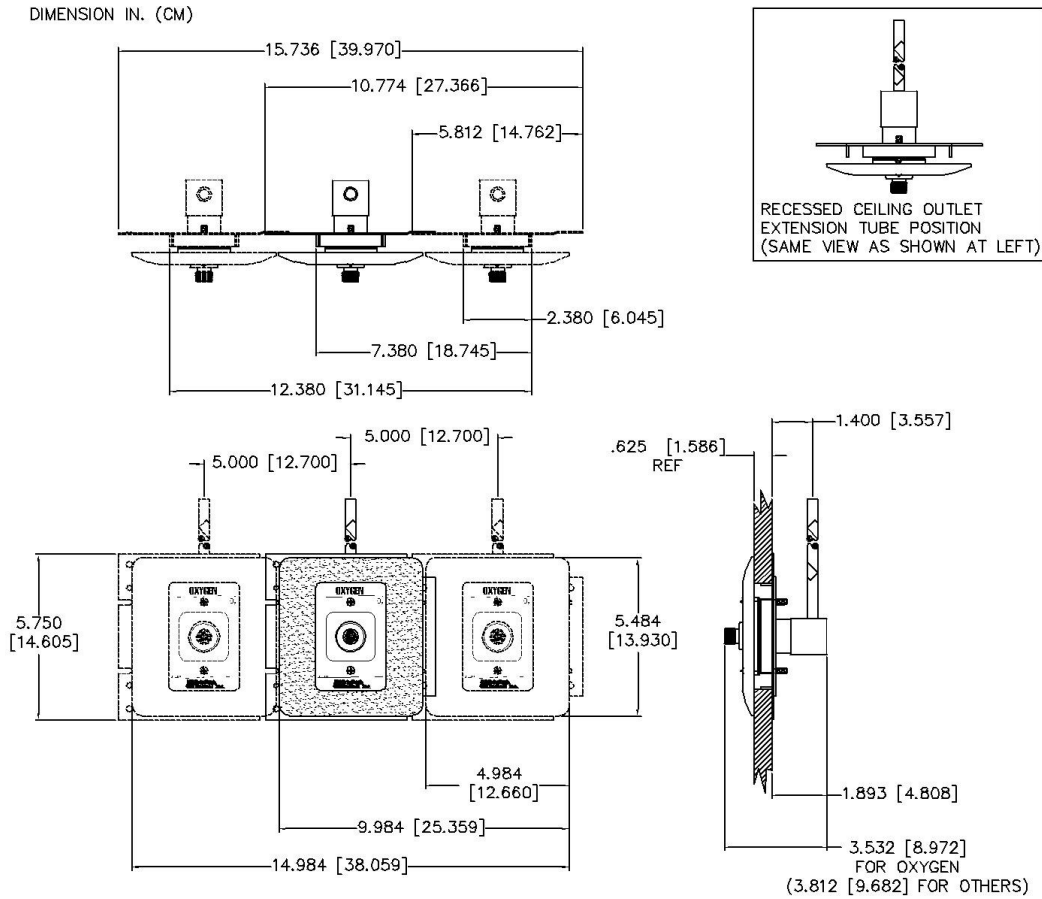 DIMENSION IN. (CM)
15.736 [39.970]
10.774 [27.366]
5.812 [14.762]
2.380 [6.045]
7.380 [18.745]
12.380 [31.145]
RECESSED CEILING OUTLET
EXTENSION TUBE POSITION
(SAME VIEW AS SHOWN AT LEFT)
5.000 [12.700]
5.000 [12.700]
1.400 [3.557]
.625 [1.586]
REF
5.750
[14.605]
OXYGEN
OXYGEN
OXYGEN
5.484
[13.930]
4.984
[12.660]
9.984 [25.359]
14.984 [38.059]
1.893 [4.808]
3.532 [8.972]
FOR OXYGEN
(3.812 [9.682] FOR OTHERS)